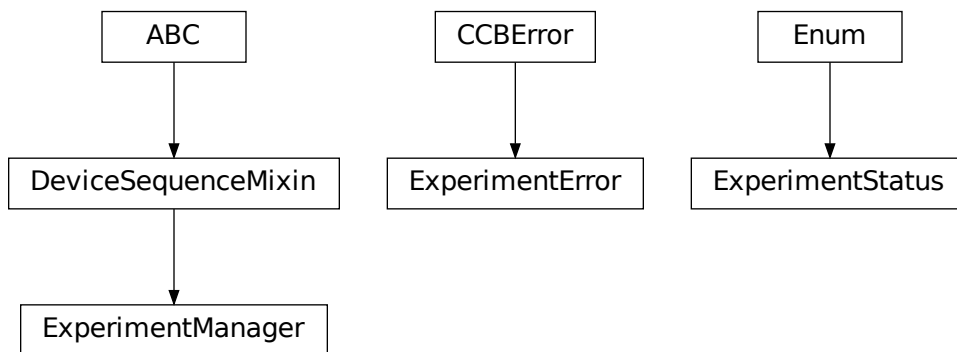 ABC
CCBError
Enum
DeviceSequenceMixin
ExperimentError
ExperimentStatus
ExperimentManager